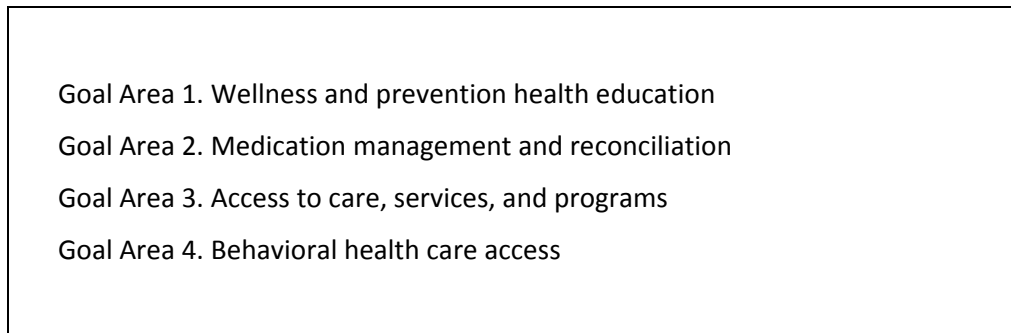 Goal Area 1. Wellness and prevention health education
Goal Area 2. Medication management and reconciliation
Goal Area 3. Access to care, services, and programs
Goal Area 4. Behavioral health care access